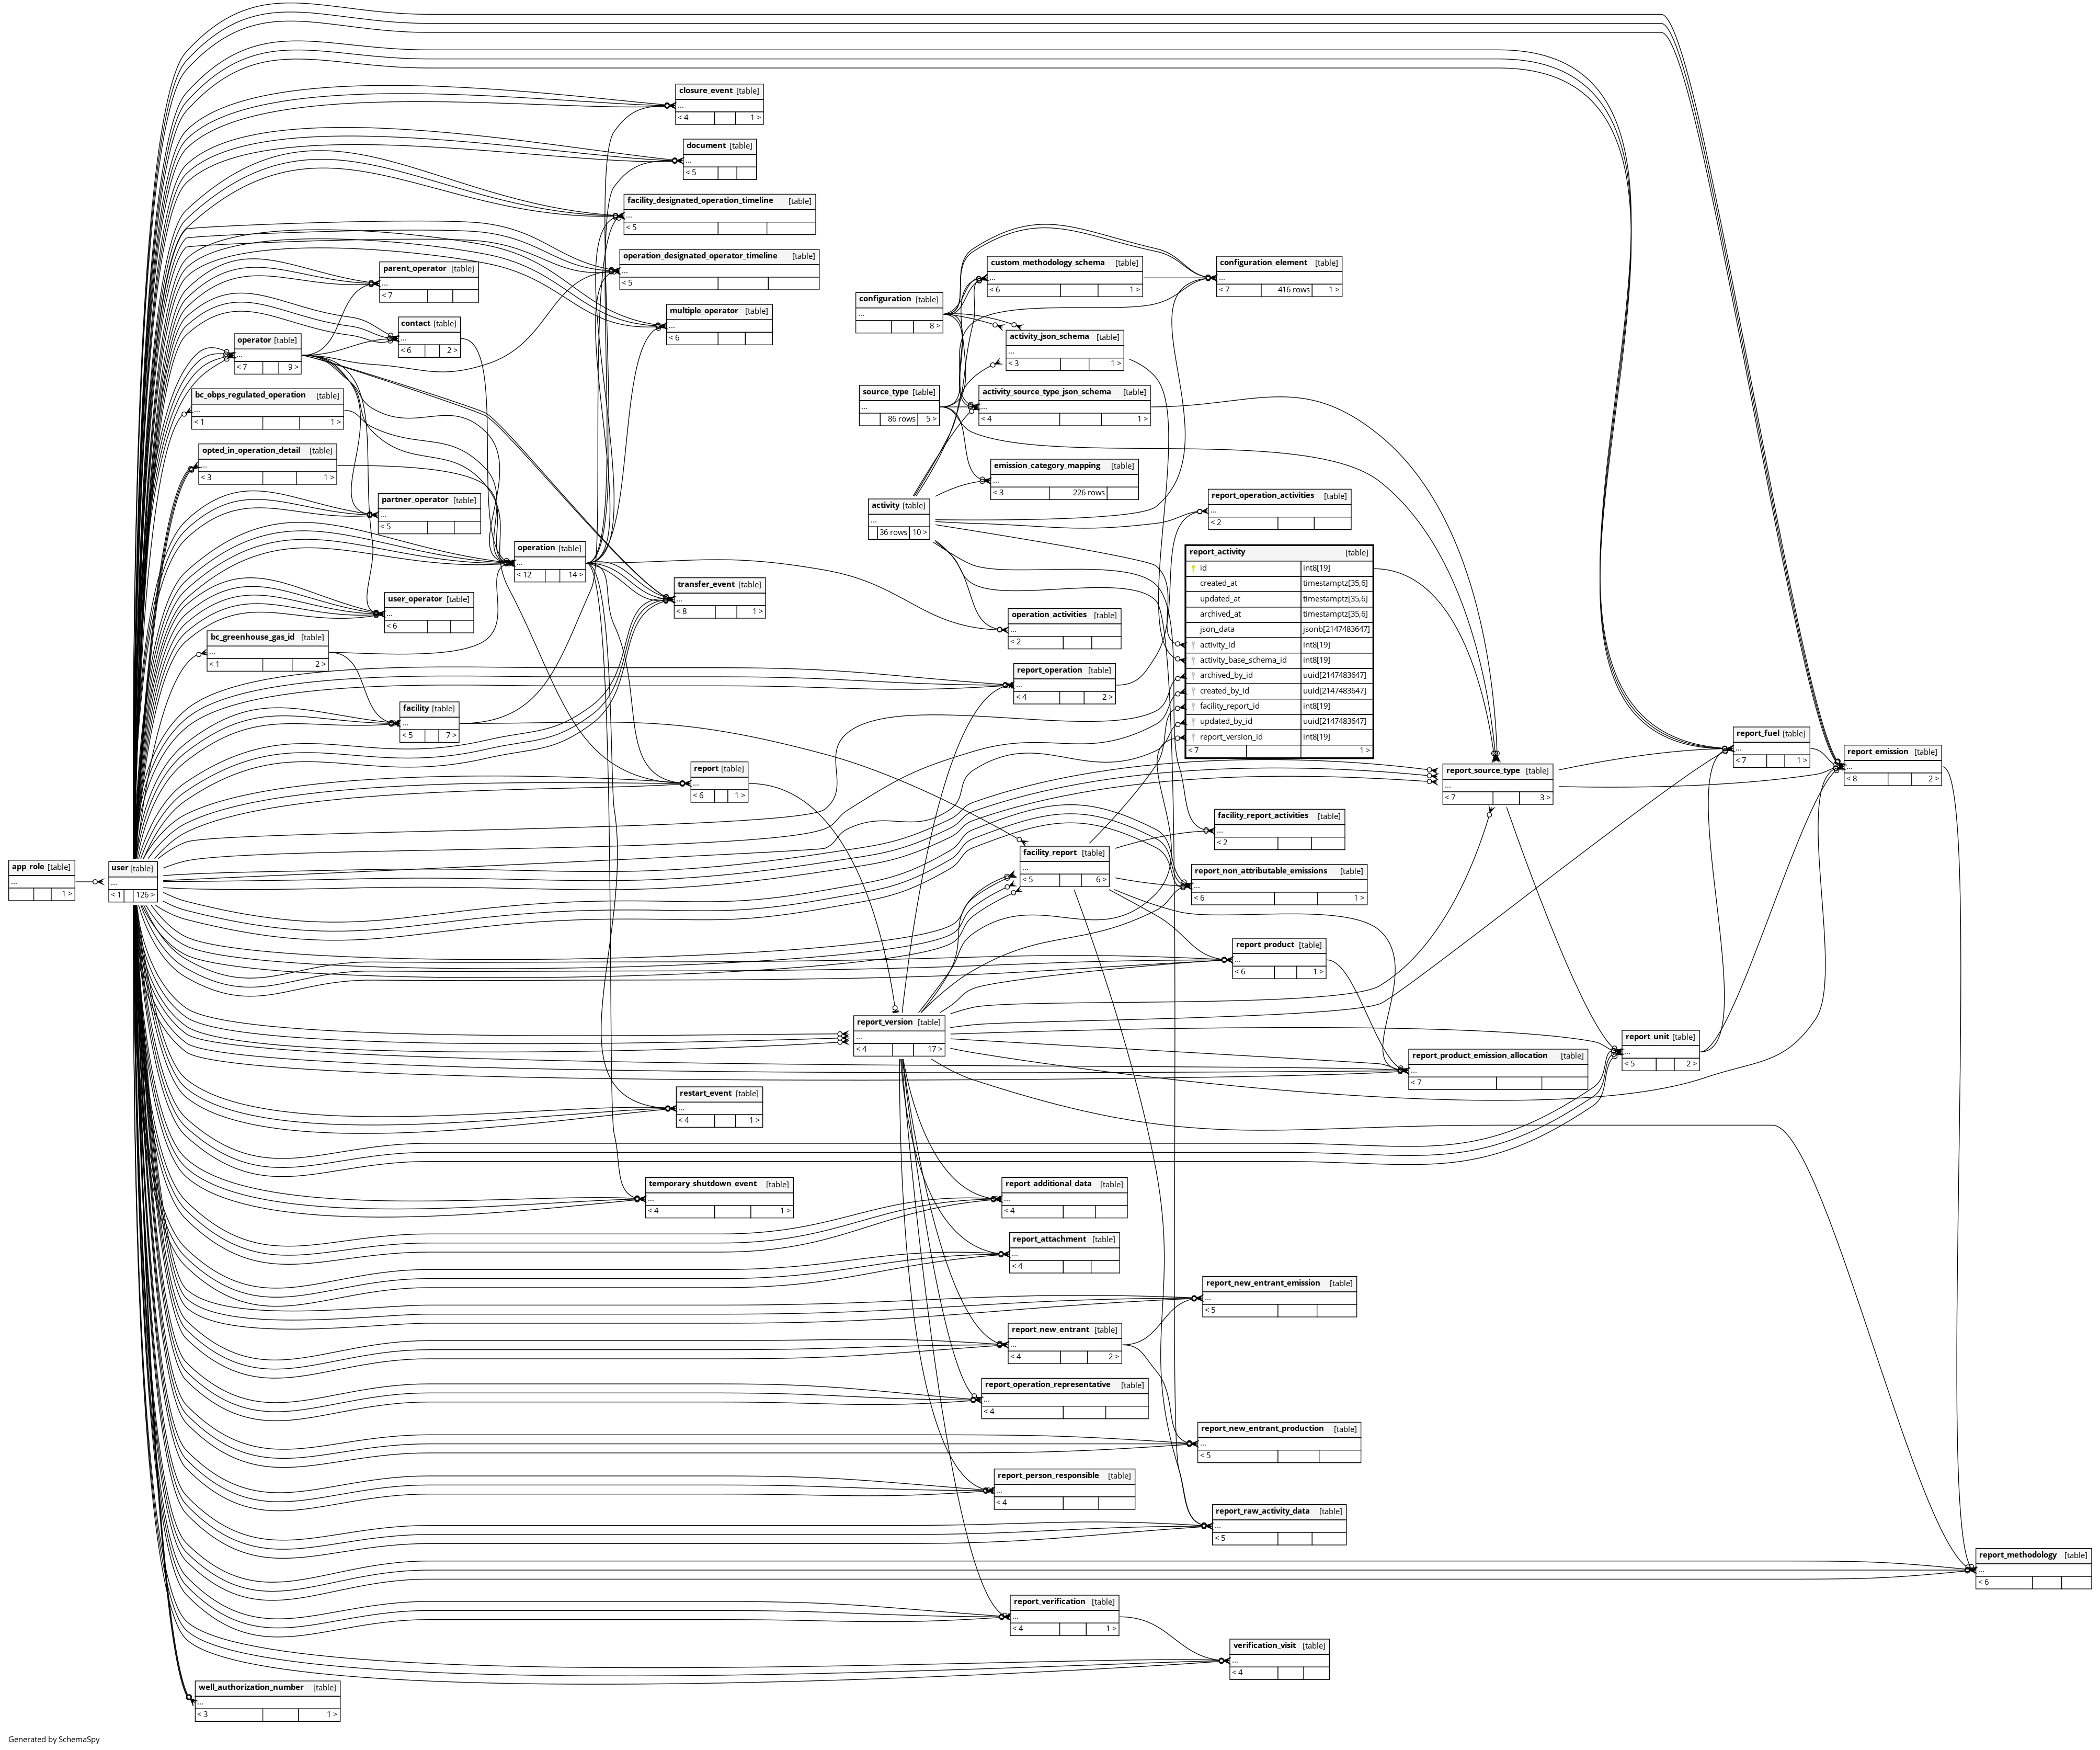 closure_event [table]
...
< 4 1 >
document [table]
...
< 5
facility_designated_operation_timeline [table]
...
< 5
operation_designated_operator_timeline [table]
...
< 5
parent_operator [table]
...
< 7
custom_methodology_schema [table]
...
< 6 1 >
configuration_element [table]
...
< 7 416 rows 1 >
configuration [table]
...
8 >
multiple_operator [table]
...
< 6
contact [table]
...
< 6 2 >
operator [table]
...
< 7 9 >
activity_json_schema [table]
...
< 3 1 >
bc_obps_regulated_operation [table]
...
< 1 1 >
source_type [table]
...
86 rows 5 >
activity_source_type_json_schema [table]
...
< 4 1 >
opted_in_operation_detail [table]
...
< 3 1 >
emission_category_mapping [table]
...
< 3 226 rows
partner_operator [table]
...
< 5
activity [table]
...
36 rows 10 >
report_operation_activities [table]
...
< 2
operation [table]
...
< 12 14 >
report_activity [table]
id int8[19]
created_at timestamptz[35,6]
updated_at timestamptz[35,6]
archived_at timestamptz[35,6]
json_data jsonb[2147483647]
activity_id int8[19]
activity_base_schema_id int8[19]
archived_by_id uuid[2147483647]
created_by_id uuid[2147483647]
facility_report_id int8[19]
updated_by_id uuid[2147483647]
report_version_id int8[19]
< 7 1 >
transfer_event [table]
...
< 8 1 >
user_operator [table]
...
< 6
operation_activities [table]
...
< 2
bc_greenhouse_gas_id [table]
...
< 1 2 >
report_operation [table]
...
< 4 2 >
facility [table]
...
< 5 7 >
report_fuel [table]
...
< 7 1 >
report_emission [table]
...
< 8 2 >
report [table]
...
< 6 1 >
report_source_type [table]
...
< 7 3 >
facility_report_activities [table]
...
< 2
facility_report [table]
...
< 5 6 >
app_role [table]
...
1 >
user [table]
...
< 1 126 >
report_non_attributable_emissions [table]
...
< 6 1 >
report_product [table]
...
< 6 1 >
report_version [table]
...
< 4 17 >
report_unit [table]
...
< 5 2 >
report_product_emission_allocation [table]
...
< 7
restart_event [table]
...
< 4 1 >
temporary_shutdown_event [table]
...
< 4 1 >
report_additional_data [table]
...
< 4
report_attachment [table]
...
< 4
report_new_entrant_emission [table]
...
< 5
report_new_entrant [table]
...
< 4 2 >
report_operation_representative [table]
...
< 4
report_new_entrant_production [table]
...
< 5
report_person_responsible [table]
...
< 4
report_raw_activity_data [table]
...
< 5
report_methodology [table]
...
< 6
report_verification [table]
...
< 4 1 >
verification_visit [table]
...
< 4
well_authorization_number [table]
...
< 3 1 >
Generated by SchemaSpy